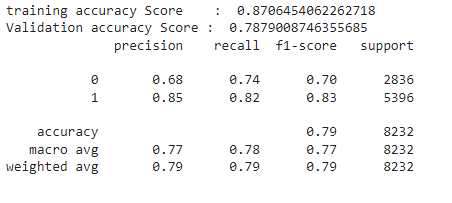 training accuracy Score    :  0.8706454062262718
Validation accuracy Score :  0.7879008746355685
              precision    recall  f1-score   support

           0       0.68      0.74      0.70      2836
           1       0.85      0.82      0.83      5396

    accuracy                           0.79      8232
   macro avg       0.77      0.78      0.77      8232
weighted avg       0.79      0.79      0.79      8232